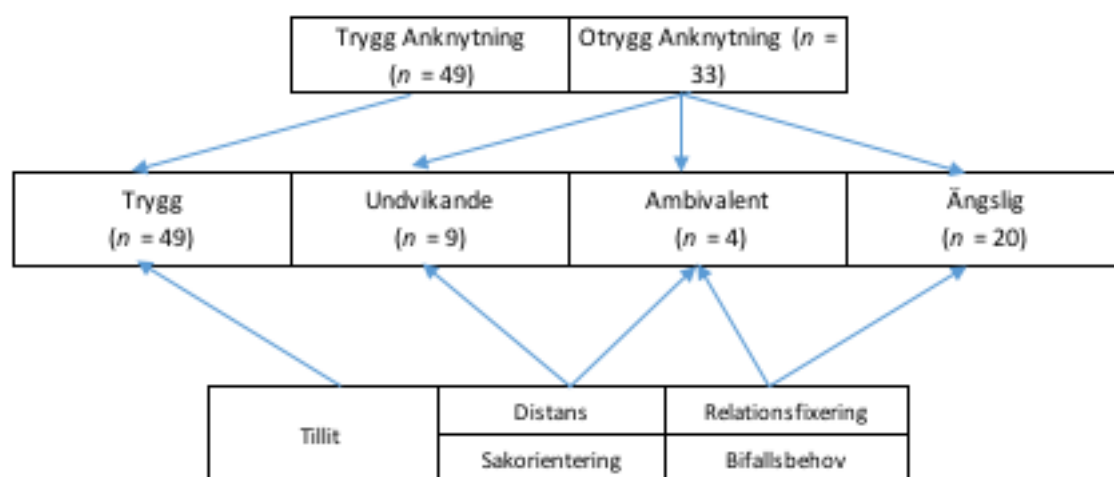 Trygg Anknytning
(n = 49)
Otrygg Anknytning (n =
33)
Trygg
(n = 49)
Undvikande
(n = 9)
Ambivalent
(n = 4)
Ängslig
(n = 20)
Tillit
Distans
Relationsfixering
Sakorientering
Bifallsbehov